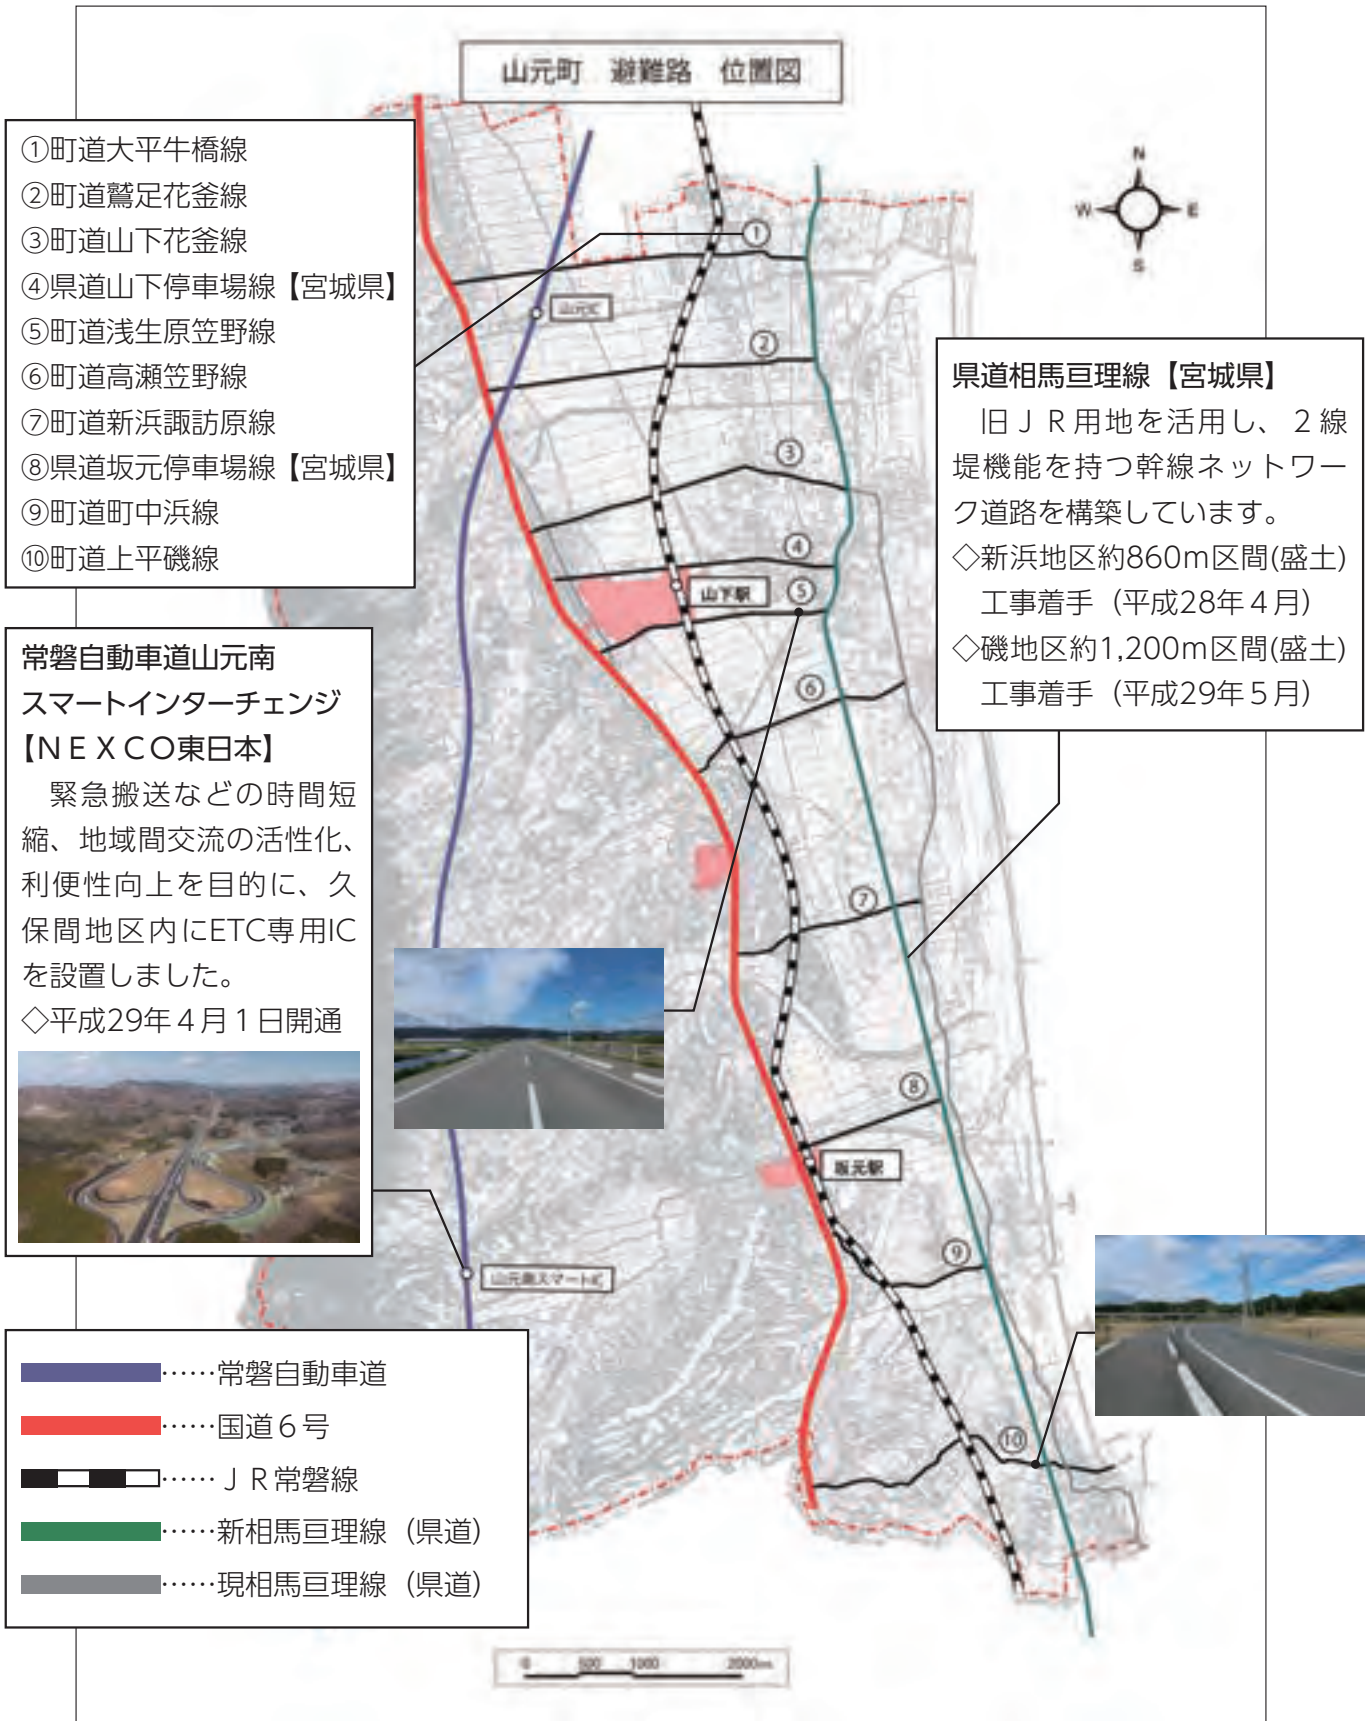 山元町 避難路 位置図
①町道大平牛橋線
②町道鷲足花釜線
③町道山下花釜線
④県道山下停車場線【宮城県】
⑤町道浅生原笠野線
⑥町道高瀬笠野線
⑦町道新浜諏訪原線
⑧県道坂元停車場線【宮城県】
⑨町道町中浜線
⑩町道上平磯線
N
W
E
S
①
山元IC
②
県道相馬亘理線【宮城県】
旧ＪＲ用地を活用し、２線
堤機能を持つ幹線ネットワー
ク道路を構築しています。
◇新浜地区約860m区間(盛土)
工事着手（平成28年４月）
◇磯地区約1,200m区間(盛土)
工事着手（平成29年５月）
③
④
山下駅
⑤
⑥
常磐自動車道山元南
スマートインターチェンジ
【ＮＥＸＣＯ東日本】
緊急搬送などの時間短
縮、地域間交流の活性化、
利便性向上を目的に、久
保間地区内にETC専用IC
を設置しました。
◇平成29年４月１日開通
⑦
⑧
坂元駅
⑨
山元南スマートIC
⑩
……常磐自動車道
……国道６号
……ＪＲ常磐線
……新相馬亘理線（県道）
……現相馬亘理線（県道）
0 500 1000 2000m